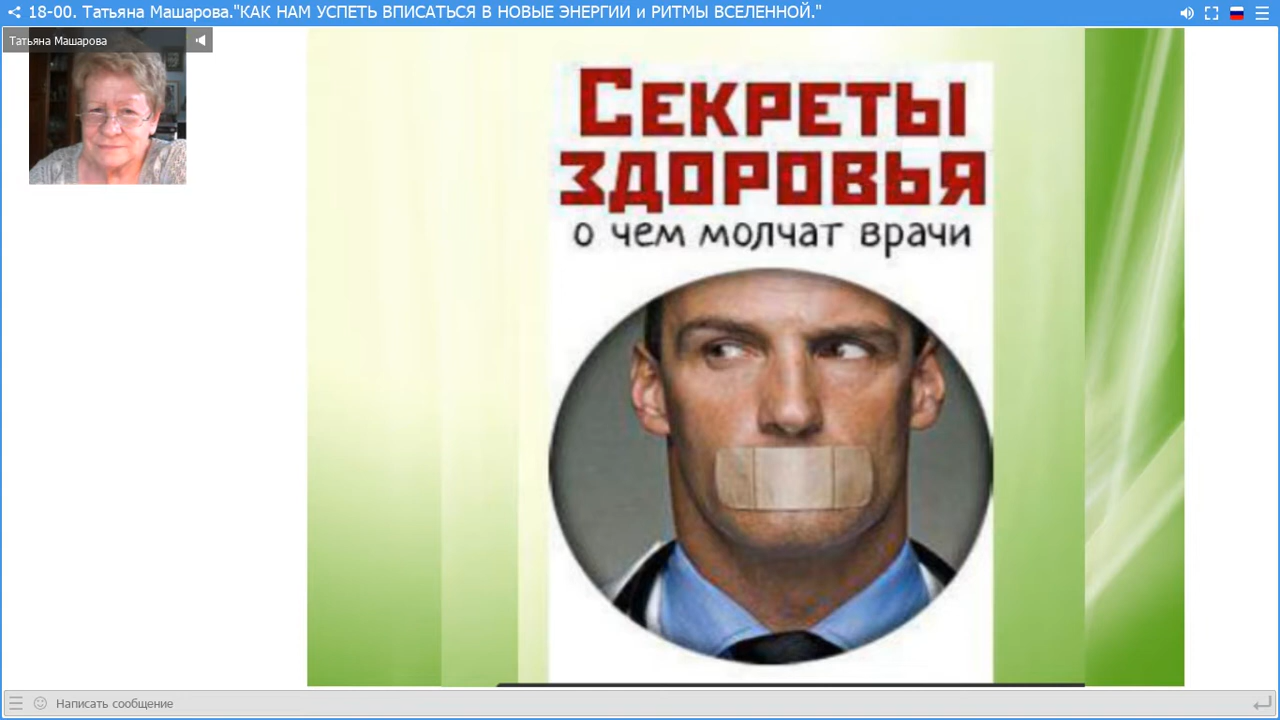 18-00. Татьяна Машарова."КАК НАМ УСПЕТЬ ВПИСАТЬСЯ В НОВЫЕ ЭНЕРГИИ и РИТМЫ ВСЕЛЕННОЙ."
Татьяна Машарова
СЕКРЕТЫ
ЗДОРОВЬЯ
о чем молчат врачи
Написать сообщение